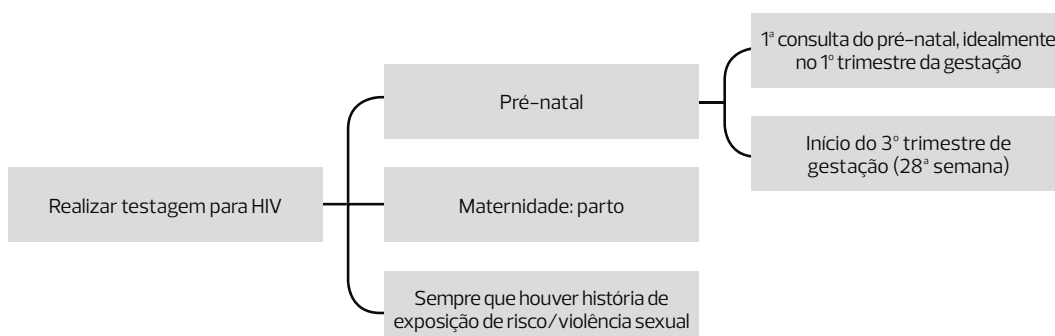 Realizar testagem para HIV
Pré-natal
1ª consulta do pré-natal, idealmente
no 1º trimestre da gestação
Início do 3º trimestre de
gestação (28ª semana)
Maternidade: parto
Sempre que houver história de
exposição de risco/violência sexual